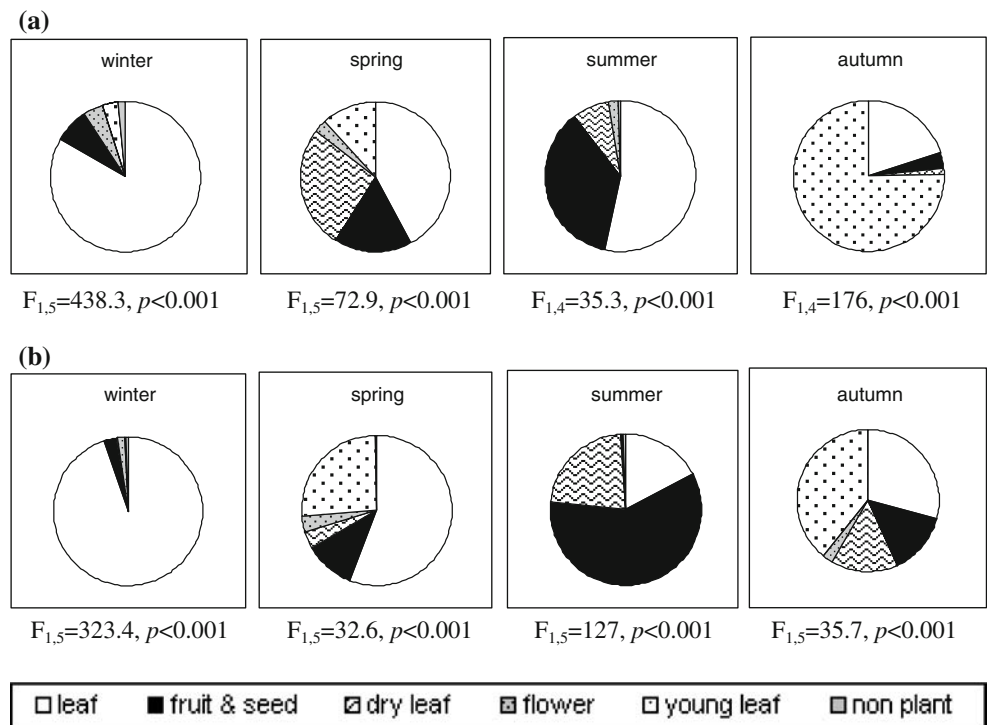 (a)
winter
spring
summer
autumn
F1,5=438.3, p<0.001
F1,5=72.9, p<0.001
F1,4=35.3, p<0.001
F1,4=176, p<0.001
(b)
winter
spring
summer
autumn
F1,5=323.4, p<0.001
F1,5=32.6, p<0.001
F1,5=127, p<0.001
F1,5=35.7, p<0.001
leaf fruit & seed dry leaf flower young leaf non plant